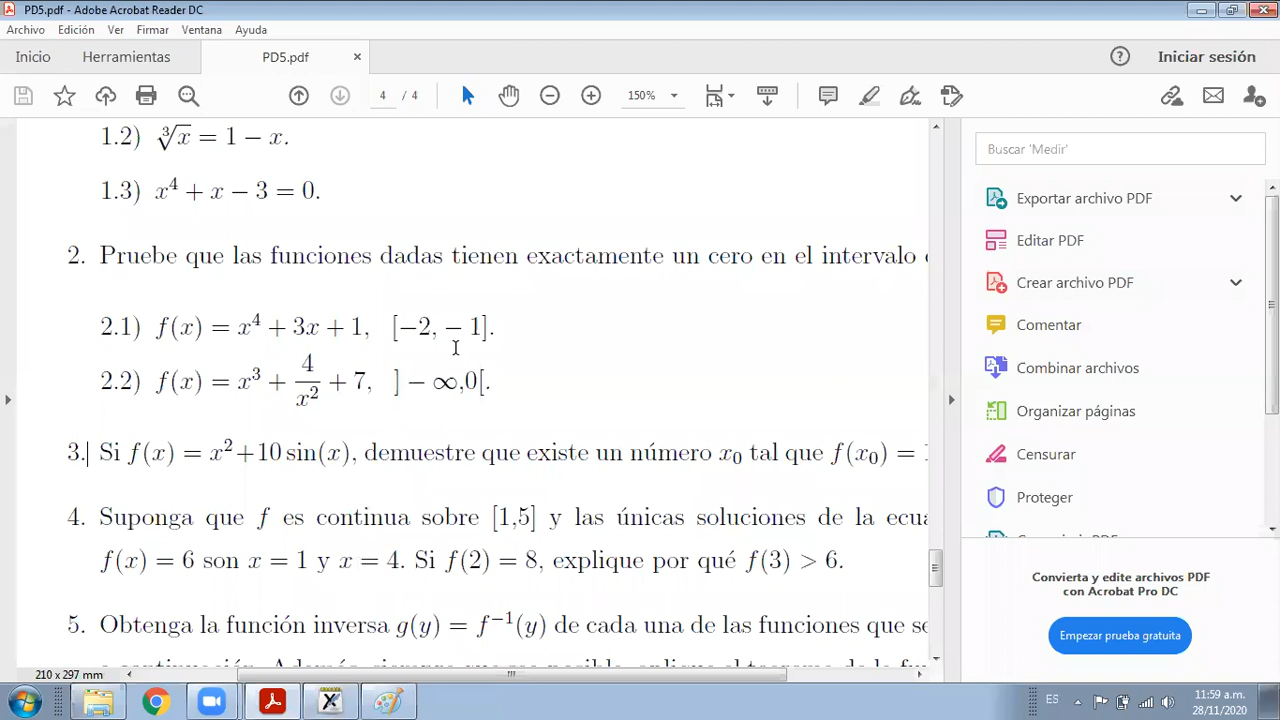 PD5.pdf - Adobe Acrobat Reader DC
Archivo Edición Ver Firmar Ventana Ayuda
Inicio Herramientas PD5.pdf × Iniciar sesión
4 / 4 150%
1.2) ∛x = 1 − x.
1.3) x⁴ + x − 3 = 0.
2. Pruebe que las funciones dadas tienen exactamente un cero en el intervalo
2.1) f(x) = x⁴ + 3x + 1, [−2, − 1].
2.2) f(x) = x³ + 4/x² + 7, ] − ∞,0[.
3. Si f(x) = x² +10 sin(x), demuestre que existe un número x₀ tal que f(x₀) =
4. Suponga que f es continua sobre [1,5] y las únicas soluciones de la ecua
f(x) = 6 son x = 1 y x = 4. Si f(2) = 8, explique por qué f(3) > 6.
5. Obtenga la función inversa g(y) = f⁻¹(y) de cada una de las funciones que se
Buscar 'Medir'
Exportar archivo PDF
Editar PDF
Crear archivo PDF
Comentar
Combinar archivos
Organizar páginas
Censurar
Proteger
Convierta y edite archivos PDF
con Acrobat Pro DC
Empezar prueba gratuita
210 x 297 mm
ES 11:59 a.m.
28/11/2020